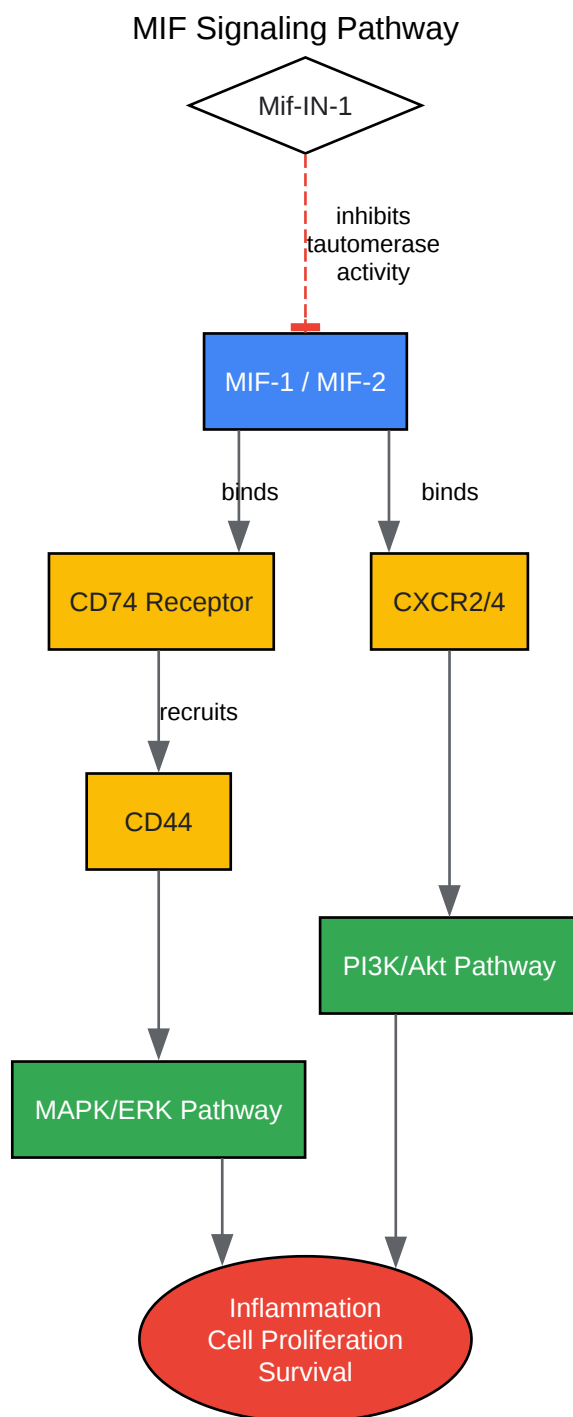 MIF Signaling Pathway
Mif-IN-1
inhibits
tautomerase
activity
MIF-1 / MIF-2
binds
binds
CD74 Receptor
CXCR2/4
recruits
CD44
PI3K/Akt Pathway
MAPK/ERK Pathway
Inflammation
Cell Proliferation
Survival